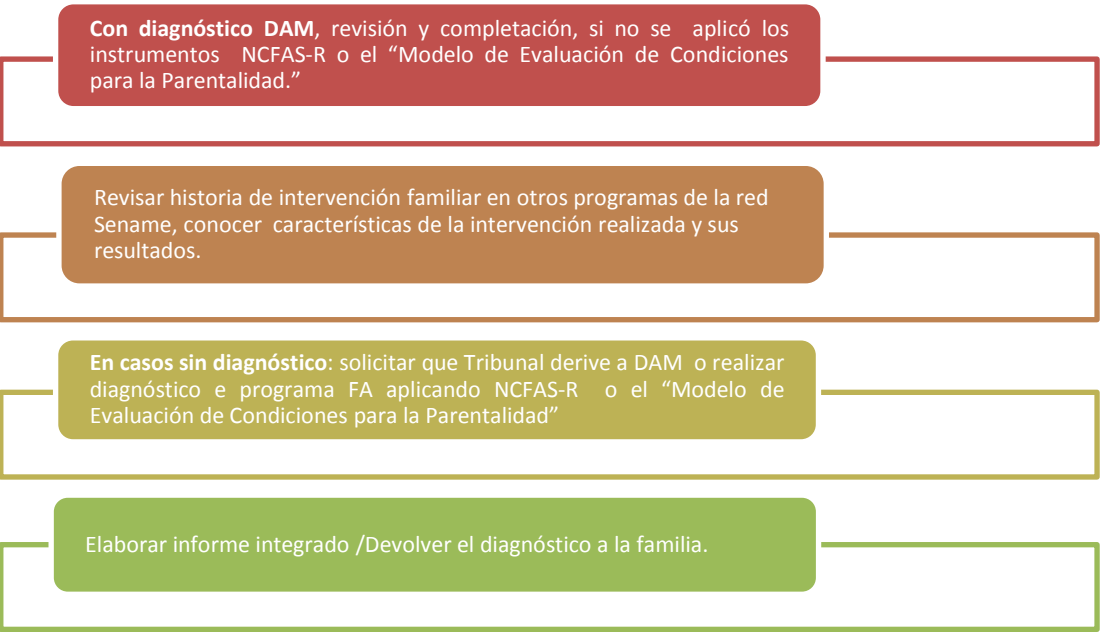 Con diagnóstico DAM, revisión y completación, si no se aplicó los
instrumentos NCFAS-R o el “Modelo de Evaluación de Condiciones
para la Parentalidad.”
Revisar historia de intervención familiar en otros programas de la red
Sename, conocer características de la intervención realizada y sus
resultados.
En casos sin diagnóstico: solicitar que Tribunal derive a DAM o realizar
diagnóstico e programa FA aplicando NCFAS-R o el “Modelo de
Evaluación de Condiciones para la Parentalidad”
Elaborar informe integrado /Devolver el diagnóstico a la familia.